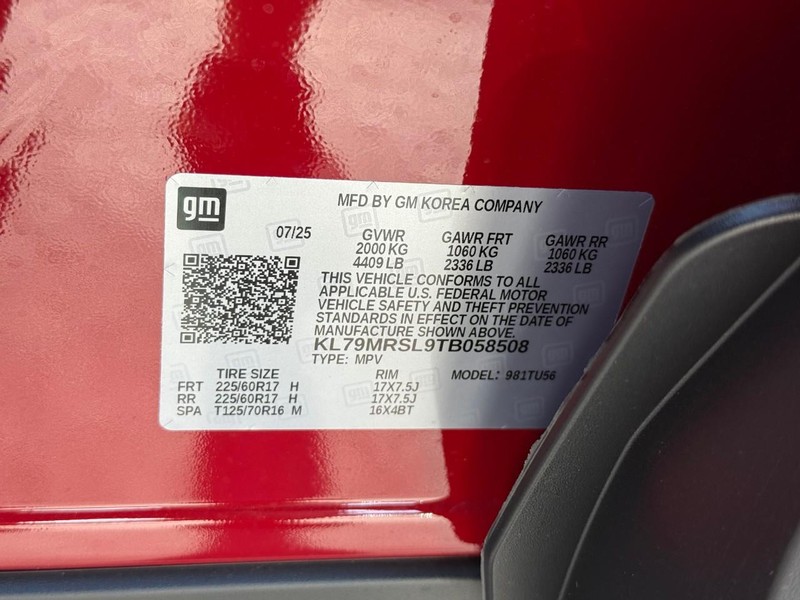 gm
MFD BY GM KOREA COMPANY
07/25 GVWR GAWR FRT GAWR RR
2000 KG 1060 KG 1060 KG
4409 LB 2336 LB 2336 LB
THIS VEHICLE CONFORMS TO ALL
APPLICABLE U.S. FEDERAL MOTOR
VEHICLE SAFETY AND THEFT PREVENTION
STANDARDS IN EFFECT ON THE DATE OF
MANUFACTURE SHOWN ABOVE.
KL79MRSL9TB058508
TYPE: MPV
TIRE SIZE RIM MODEL: 981TU56
FRT 225/60R17 H 17X7.5J
RR 225/60R17 H 17X7.5J
SPA T125/70R16 M 16X4BT